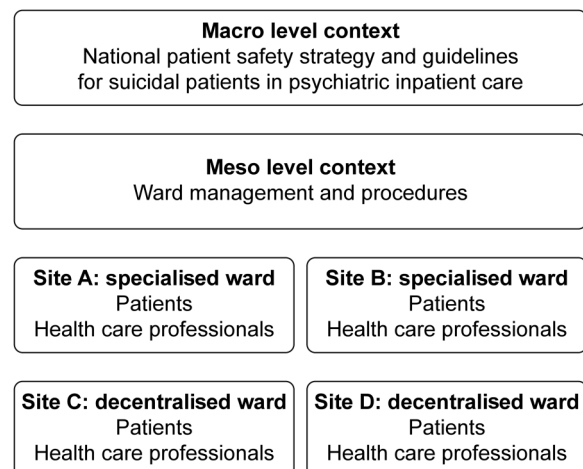 Macro level context
National patient safety strategy and guidelines
for suicidal patients in psychiatric inpatient care
Meso level context
Ward management and procedures
Site A: specialised ward
Patients
Health care professionals
Site B: specialised ward
Patients
Health care professionals
Site C: decentralised ward
Patients
Health care professionals
Site D: decentralised ward
Patients
Health care professionals